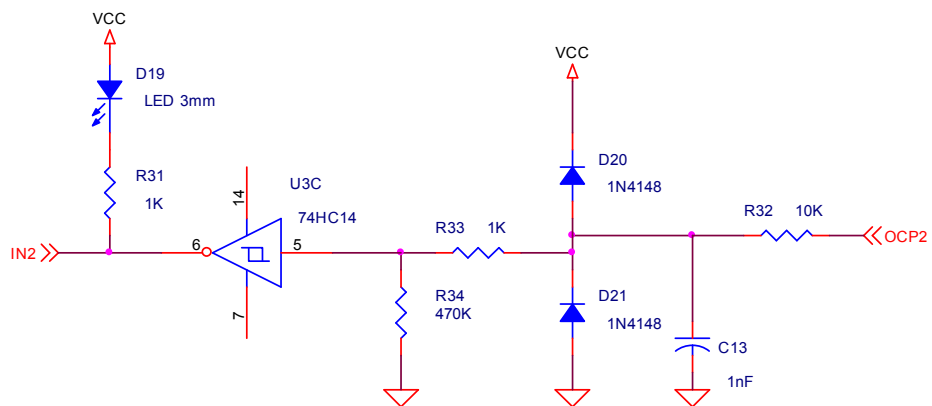 VCC
D19
LED 3mm
R31
1K
IN2
6
14
U3C
74HC14
5
7
R33 1K
R34
470K
VCC
D20
1N4148
D21
1N4148
R32 10K
OCP2
C13
1nF